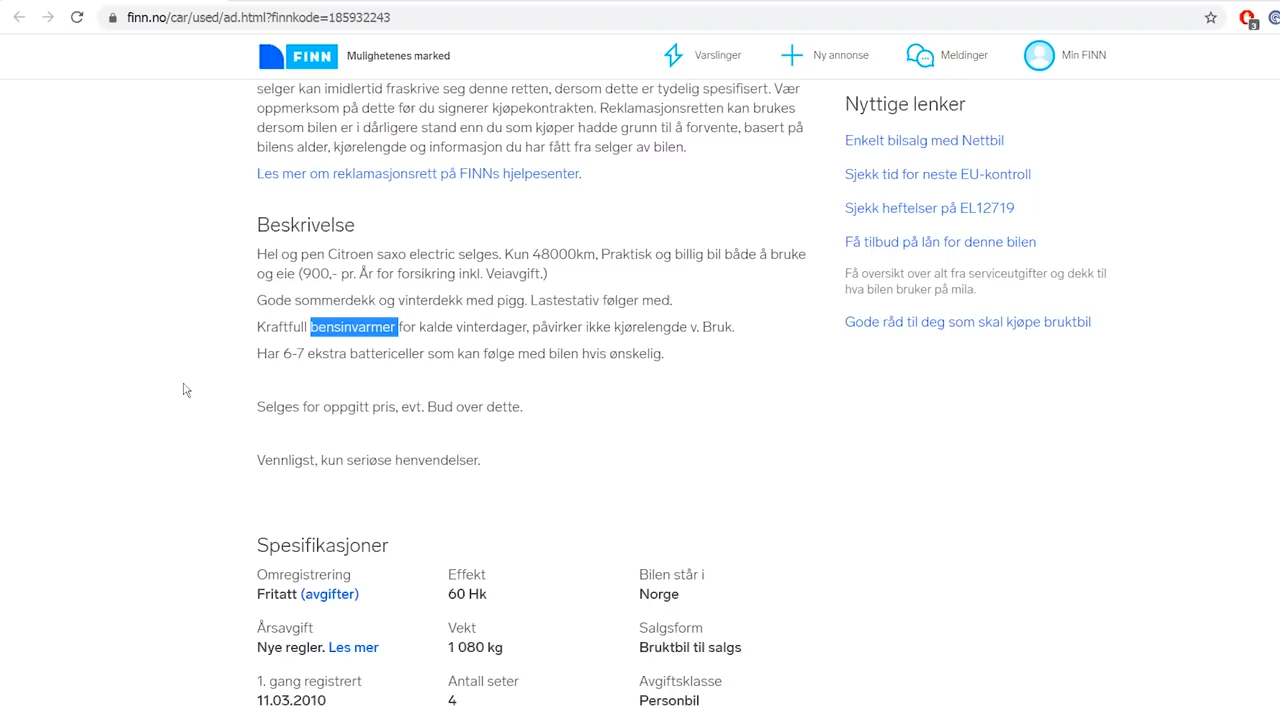 finn.no/car/used/ad.html?finnkode=185932243
3
FINN
Mulighetenes marked
Varslinger
Ny annonse
Meldinger
Min FINN
selger kan imidlertid fraskrive seg denne retten, dersom dette er tydelig spesifisert. Vær
oppmerksom på dette før du signerer kjøpekontrakten. Reklamasjonsretten kan brukes
dersom bilen er i dårligere stand enn du som kjøper hadde grunn til å forvente, basert på
bilens alder, kjørelengde og informasjon du har fått fra selger av bilen.
Les mer om reklamasjonsrett på FINNs hjelpesenter.
Beskrivelse
Hel og pen Citroen saxo electric selges. Kun 48000km, Praktisk og billig bil både å bruke
og eie (900,- pr. År for forsikring inkl. Veiavgift.)
Gode sommerdekk og vinterdekk med pigg. Lastestativ følger med.
Kraftfull bensinvarmer for kalde vinterdager, påvirker ikke kjørelengde v. Bruk.
Har 6-7 ekstra battericeller som kan følge med bilen hvis ønskelig.
Selges for oppgitt pris, evt. Bud over dette.
Vennligst, kun seriøse henvendelser.
Spesifikasjoner
Omregistrering
Fritatt (avgifter)
Effekt
60 Hk
Bilen står i
Norge
Årsavgift
Nye regler. Les mer
Vekt
1 080 kg
Salgsform
Bruktbil til salgs
1. gang registrert
11.03.2010
Antall seter
4
Avgiftsklasse
Personbil
Nyttige lenker
Enkelt bilsalg med Nettbil
Sjekk tid for neste EU-kontroll
Sjekk heftelser på EL12719
Få tilbud på lån for denne bilen
Få oversikt over alt fra serviceutgifter og dekk til
hva bilen bruker på mila.
Gode råd til deg som skal kjøpe bruktbil